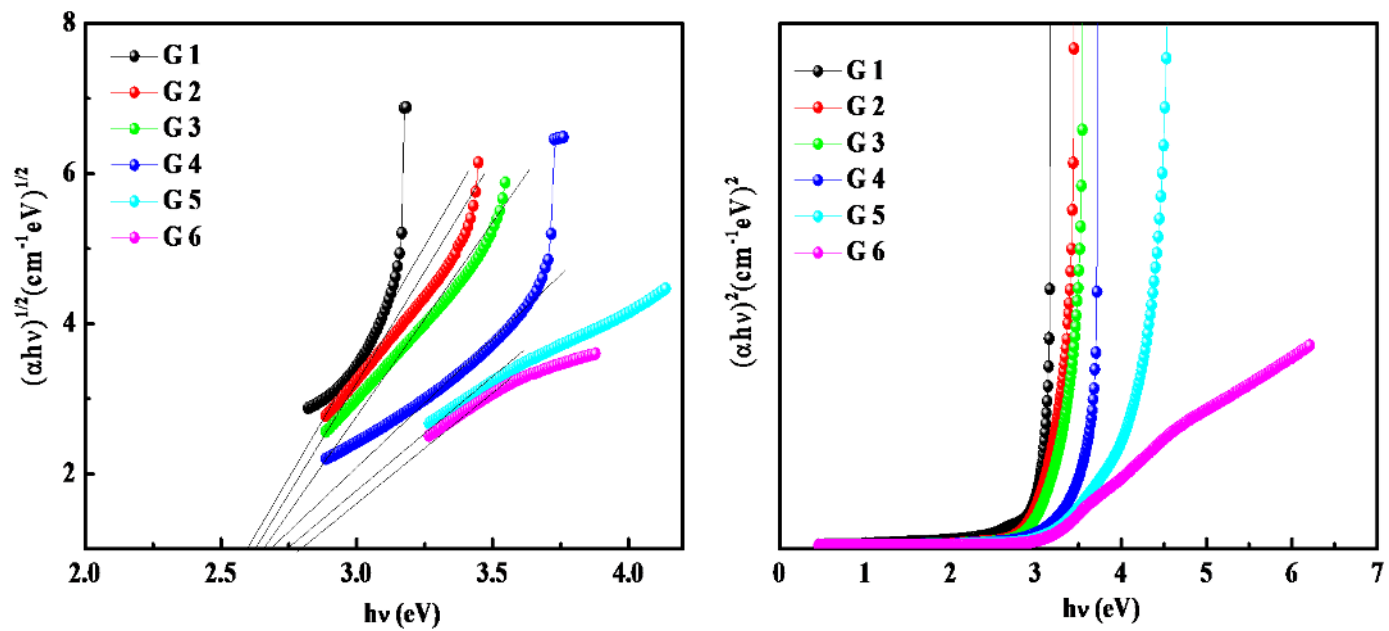 8
6
4
2
(αhν)^1/2(cm^-1eV)^1/2
G 1
G 2
G 3
G 4
G 5
G 6
2.0 2.5 3.0 3.5 4.0
hν (eV)
(αhν)^2(cm^-1eV)^2
G 1
G 2
G 3
G 4
G 5
G 6
0 1 2 3 4 5 6 7
hν (eV)